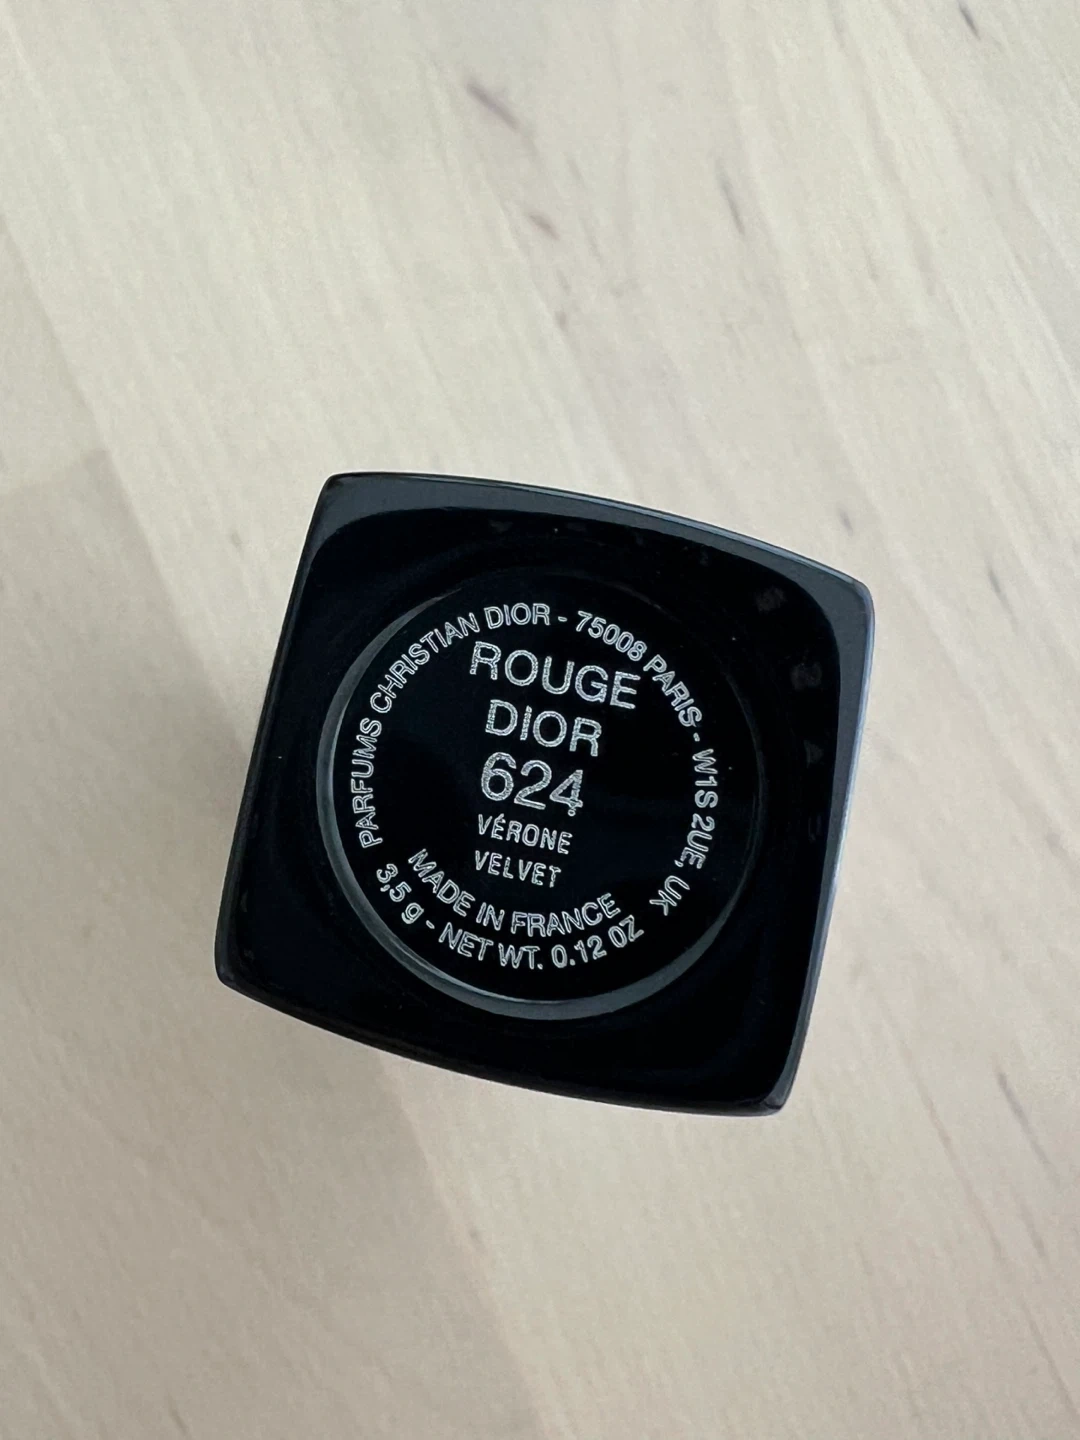 PARFUMS CHRISTIAN DIOR - 75008 PARIS - W1S 2UE, UK
ROUGE
DIOR
624
VÉRONE
VELVET
MADE IN FRANCE
3,5 g - NET WT. 0.12 OZ